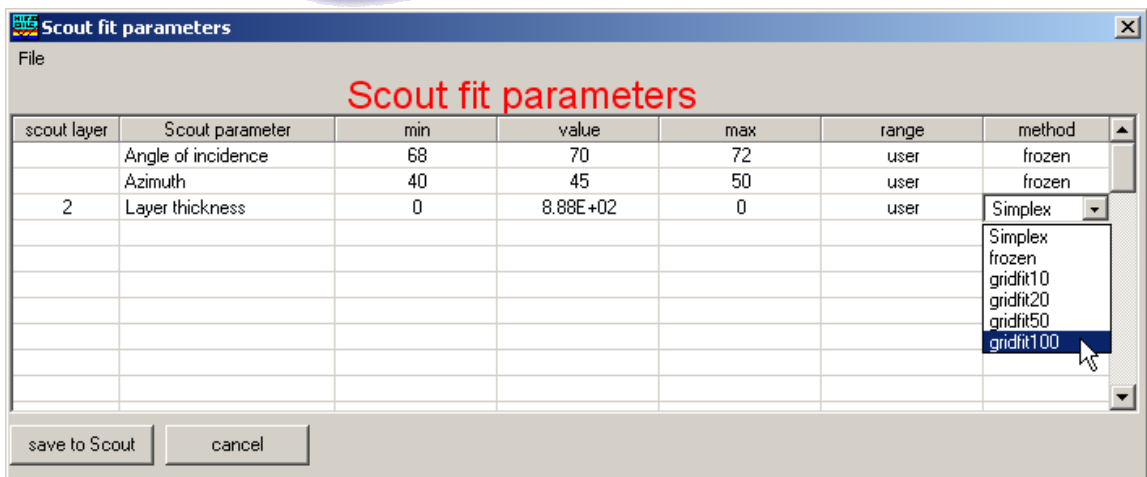 Scout fit parameters
File
Scout fit parameters
scout layer Scout parameter min value max range method
Angle of incidence 68 70 72 user frozen
Azimuth 40 45 50 user frozen
2 Layer thickness 0 8.88E+02 0 user Simplex
Simplex
frozen
gridfit10
gridfit20
gridfit50
gridfit100
save to Scout cancel